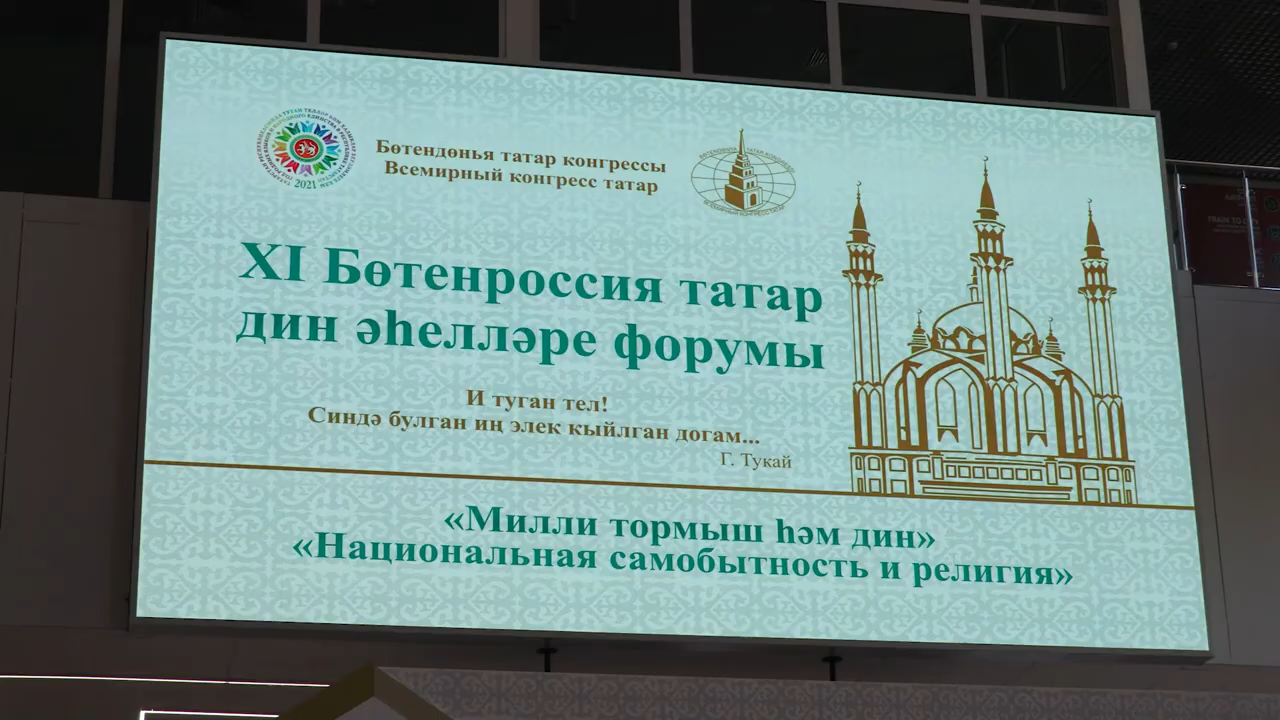 2021
Бөтендөнья татар конгрессы
Всемирный конгресс татар
XI Бөтенроссия татар
дин әһелләре форумы
И туган тел!
Синдә булган иң элек кыйлган догам...
Г. Тукай
«Милли тормыш һәм дин»
«Национальная самобытность и религия»